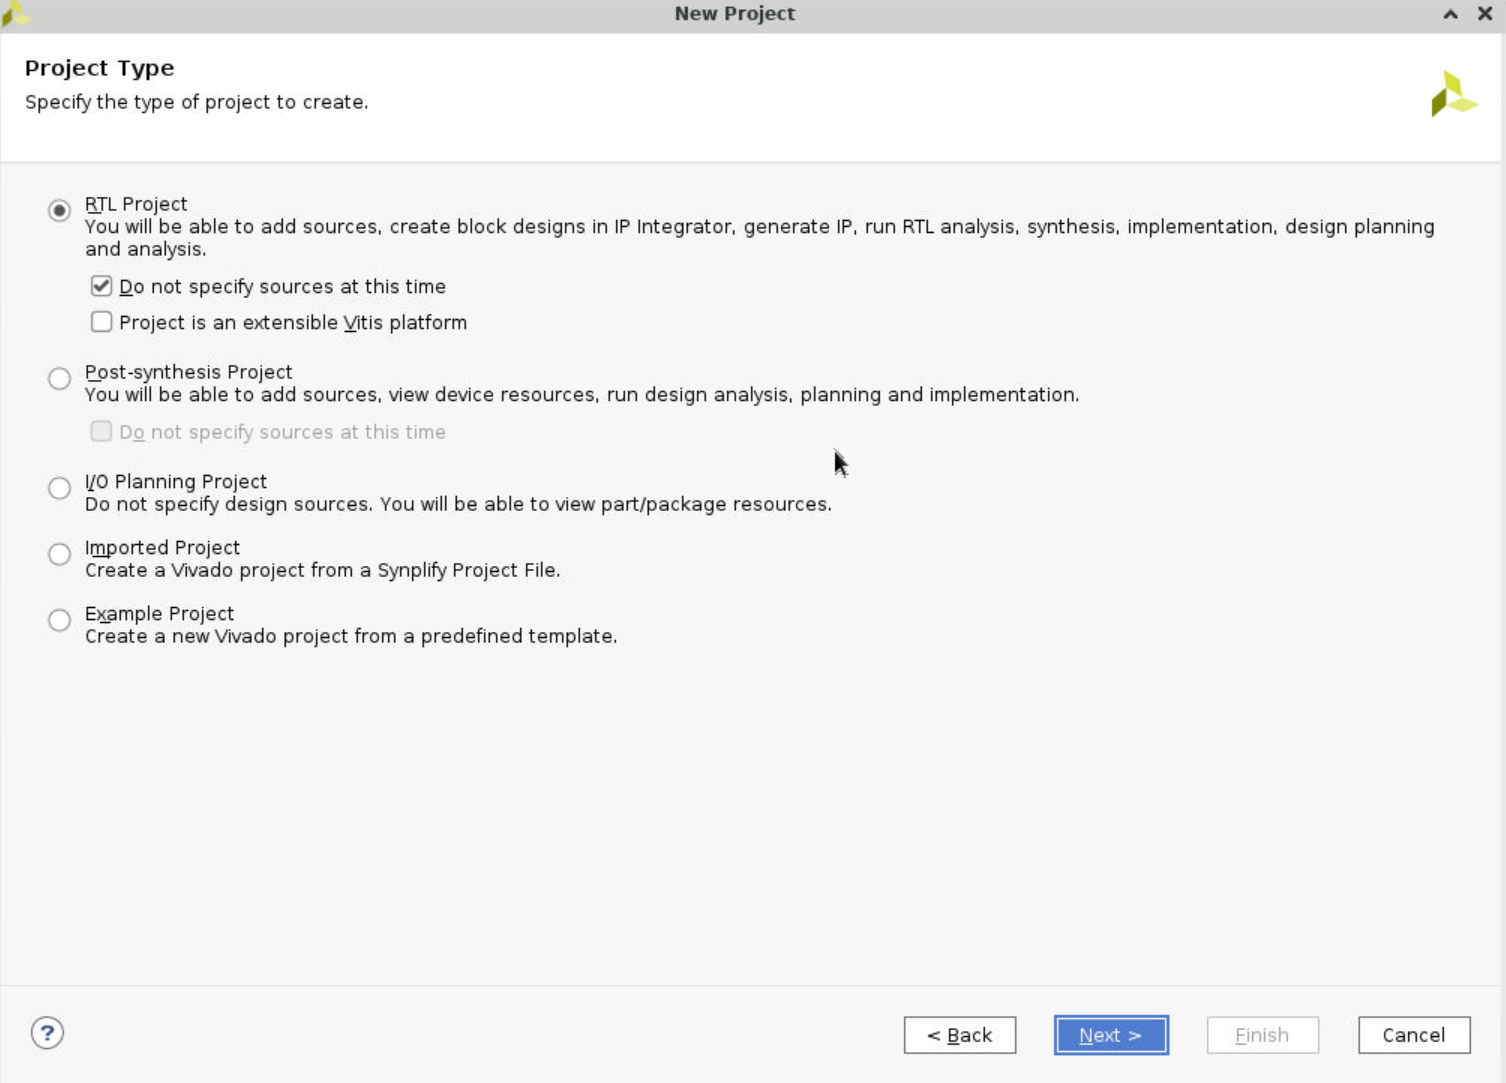 New Project
Project Type
Specify the type of project to create.
RTL Project
You will be able to add sources, create block designs in IP Integrator, generate IP, run RTL analysis, synthesis, implementation, design planning
and analysis.
Do not specify sources at this time
Project is an extensible Vitis platform
Post-synthesis Project
You will be able to add sources, view device resources, run design analysis, planning and implementation.
Do not specify sources at this time
I/O Planning Project
Do not specify design sources. You will be able to view part/package resources.
Imported Project
Create a Vivado project from a Synplify Project File.
Example Project
Create a new Vivado project from a predefined template.
?
< Back
Next >
Finish
Cancel